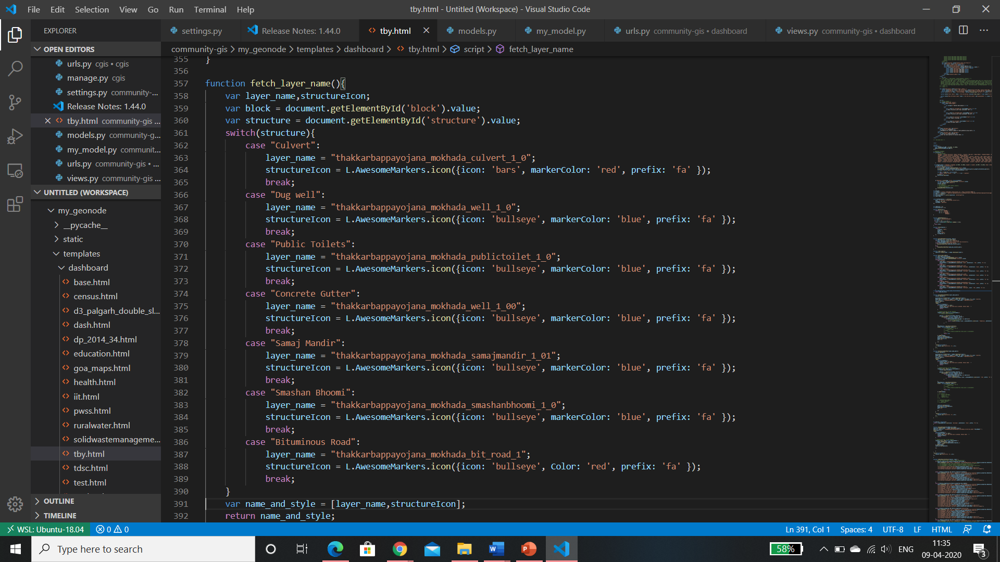 File Edit Selection View Go Run Terminal Help
tby.html - Untitled (Workspace) - Visual Studio Code
EXPLORER
settings.py
Release Notes: 1.44.0
tby.html
models.py
my_model.py
urls.py community-gis • dashboard
views.py community-gis • dashboard
OPEN EDITORS
urls.py cgis • cgis
manage.py cgis
settings.py community-...
Release Notes: 1.44.0
tby.html community-gis ...
models.py community-g...
my_model.py communit...
urls.py community-gis • ...
views.py community-gis ...
UNTITLED (WORKSPACE)
my_geonode
__pycache__
static
templates
dashboard
base.html
census.html
d3_palgarh_double_sl...
dash.html
dp_2014_34.html
education.html
goa_maps.html
health.html
iit.html
pwss.html
ruralwater.html
solidwastemanageme...
tby.html
tdsc.html
test.html
OUTLINE
TIMELINE
community-gis > my_geonode > templates > dashboard > tby.html > script > fetch_layer_name
355 }
356
357 function fetch_layer_name(){
358 var layer_name,structureIcon;
359 var block = document.getElementById('block').value;
360 var structure = document.getElementById('structure').value;
361 switch(structure){
362 case "Culvert":
363 layer_name = "thakkarbappayojana_mokhada_culvert_1_0";
364 structureIcon = L.AwesomeMarkers.icon({icon: 'bars', markerColor: 'red', prefix: 'fa' });
365 break;
366 case "Dug well":
367 layer_name = "thakkarbappayojana_mokhada_well_1_0";
368 structureIcon = L.AwesomeMarkers.icon({icon: 'bullseye', markerColor: 'blue', prefix: 'fa' });
369 break;
370 case "Public Toilets":
371 layer_name = "thakkarbappayojana_mokhada_publictoilet_1_0";
372 structureIcon = L.AwesomeMarkers.icon({icon: 'bullseye', markerColor: 'blue', prefix: 'fa' });
373 break;
374 case "Concrete Gutter":
375 layer_name = "thakkarbappayojana_mokhada_well_1_00";
376 structureIcon = L.AwesomeMarkers.icon({icon: 'bullseye', markerColor: 'blue', prefix: 'fa' });
377 break;
378 case "Samaj Mandir":
379 layer_name = "thakkarbappayojana_mokhada_samajmandir_1_01";
380 structureIcon = L.AwesomeMarkers.icon({icon: 'bullseye', markerColor: 'blue', prefix: 'fa' });
381 break;
382 case "Smashan Bhoomi":
383 layer_name = "thakkarbappayojana_mokhada_smashanbhoomi_1_0";
384 structureIcon = L.AwesomeMarkers.icon({icon: 'bullseye', markerColor: 'blue', prefix: 'fa' });
385 break;
386 case "Bituminous Road":
387 layer_name = "thakkarbappayojana_mokhada_bit_road_1";
388 structureIcon = L.AwesomeMarkers.icon({icon: 'bullseye', Color: 'red', prefix: 'fa' });
389 break;
390 }
391 var name_and_style = [layer_name,structureIcon];
392 return name_and_style;
WSL: Ubuntu-18.04 0 0
Ln 391, Col 1 Spaces: 4 UTF-8 LF HTML
Type here to search
58%
ENG
11:35
09-04-2020
3